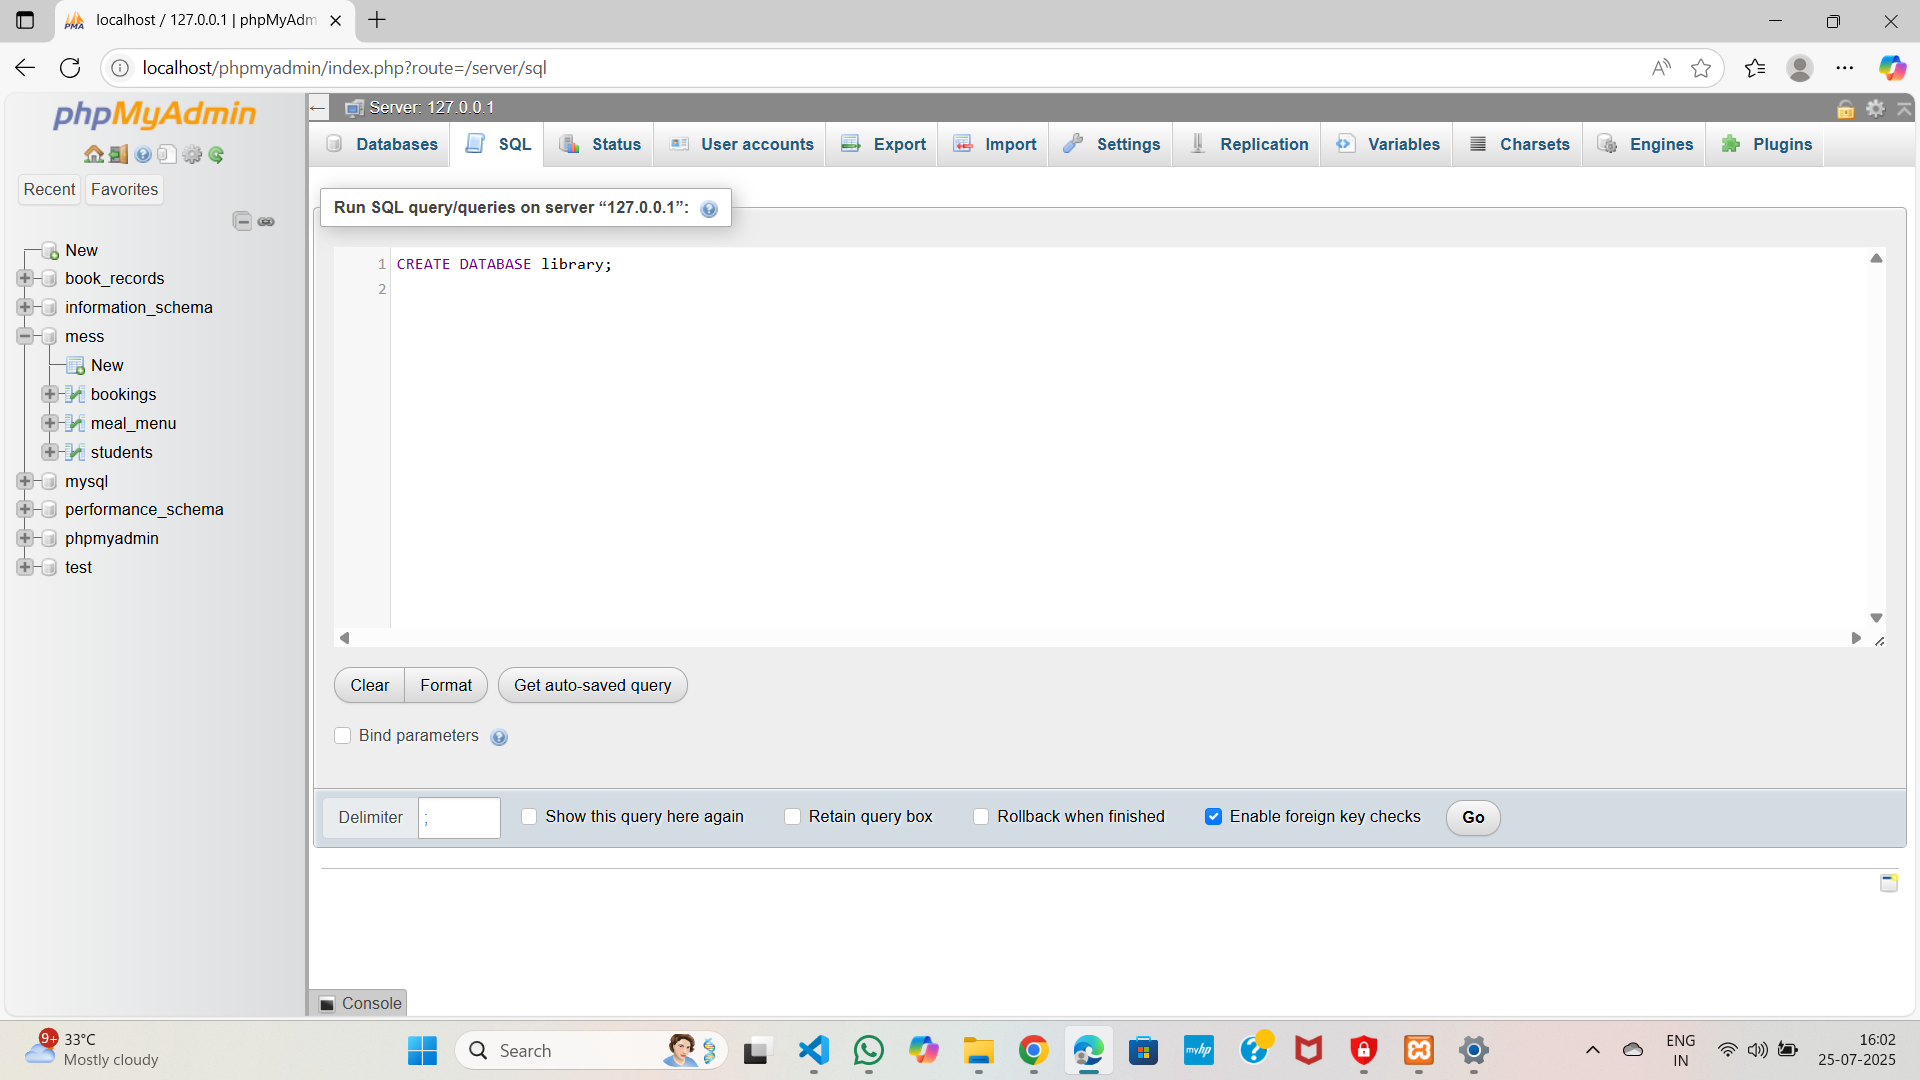 localhost / 127.0.0.1 | phpMyAdm
localhost/phpmyadmin/index.php?route=/server/sql
phpMyAdmin
Recent
Favorites
New
book_records
information_schema
mess
New
bookings
meal_menu
students
mysql
performance_schema
phpmyadmin
test
Server: 127.0.0.1
Databases
SQL
Status
User accounts
Export
Import
Settings
Replication
Variables
Charsets
Engines
Plugins
Run SQL query/queries on server “127.0.0.1”:
1 CREATE DATABASE library;
2
Clear
Format
Get auto-saved query
Bind parameters
Delimiter ;
Show this query here again
Retain query box
Rollback when finished
Enable foreign key checks
Go
Console
9+
33°C
Mostly cloudy
Search
myhp
ENG
IN
16:02
25-07-2025